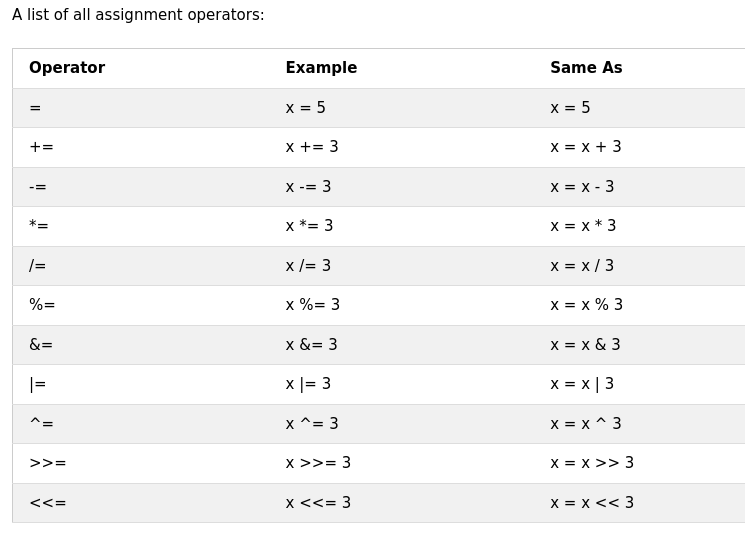 A list of all assignment operators:
Operator Example Same As
= x = 5 x = 5
+= x += 3 x = x + 3
-= x -= 3 x = x - 3
*= x *= 3 x = x * 3
/= x /= 3 x = x / 3
%= x %= 3 x = x % 3
&= x &= 3 x = x & 3
|= x |= 3 x = x | 3
^= x ^= 3 x = x ^ 3
>>= x >>= 3 x = x >> 3
<<= x <<= 3 x = x << 3